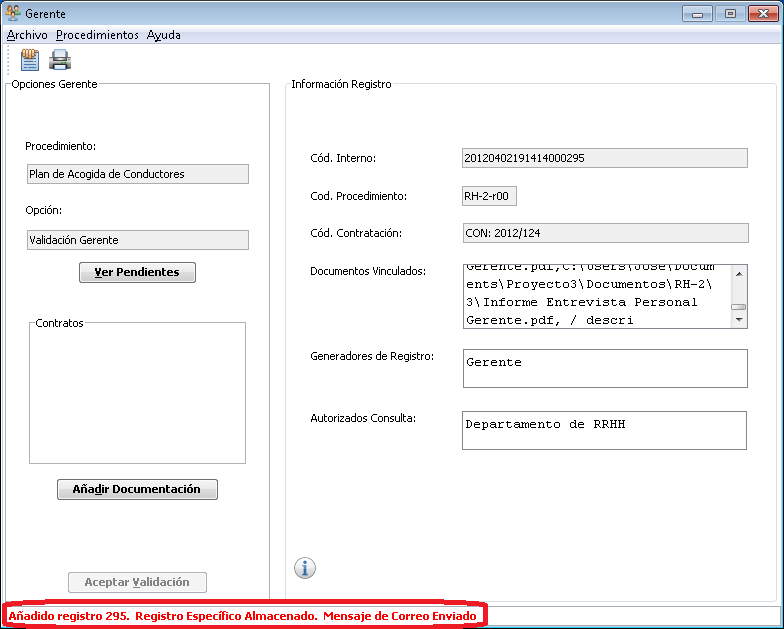 Gerente
Archivo Procedimientos Ayuda
Opciones Gerente
Procedimiento:
Plan de Acogida de Conductores
Opción:
Validación Gerente
Ver Pendientes
Contratos
Añadir Documentación
Aceptar Validación
Información Registro
Cód. Interno:
20120402191414000295
Cod. Procedimiento:
RH-2-r00
Cód. Contratación:
CON: 2012/124
Documentos Vinculados:
Gerente.pdf,C:\Users\Jose\Docum
ents\Proyecto3\Documentos\RH-2\
3\Informe Entrevista Personal
Gerente.pdf, / descri
Generadores de Registro:
Gerente
Autorizados Consulta:
Departamento de RRHH
Añadido registro 295. Registro Específico Almacenado. Mensaje de Correo Enviado